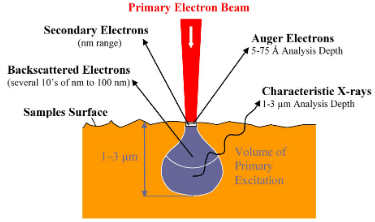 Primary Electron Beam
Secondary Electrons
(nm range)
Auger Electrons
5-75 Å Analysis Depth
Backscattered Electrons
(several 10's of nm to 100 nm)
Characteristic X-rays
1-3 µm Analysis Depth
Samples Surface
1–3 µm
Volume of
Primary
Excitation